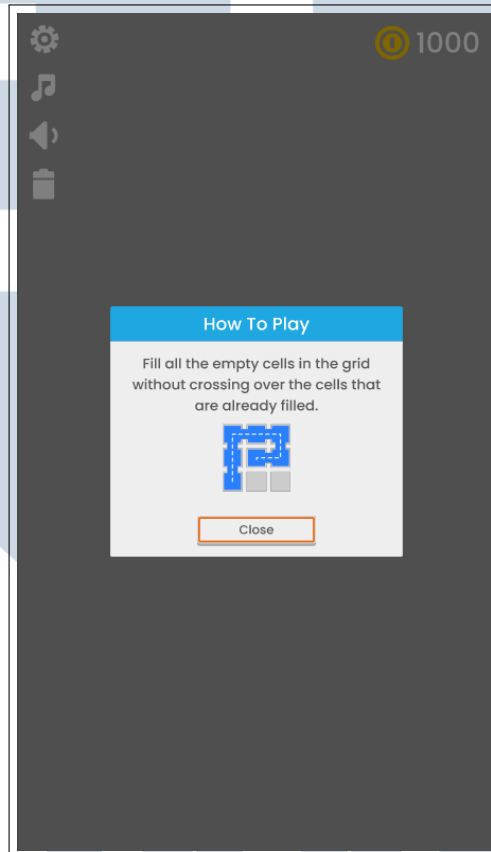 1000
How To Play
Fill all the empty cells in the grid
without crossing over the cells that
are already filled.
Close